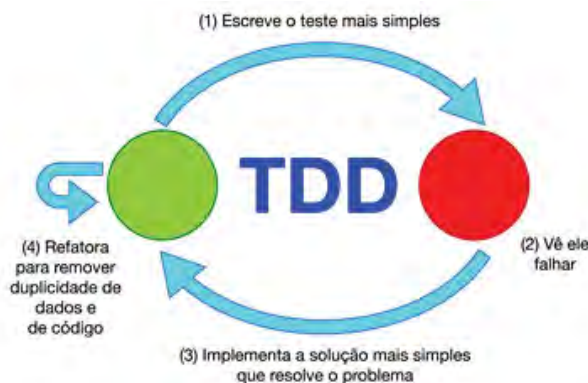 (1) Escreve o teste mais simples
TDD
(2) Vê ele
falhar
(3) Implementa a solução mais simples
que resolve o problema
(4) Refatora
para remover
duplicidade de
dados e
de código